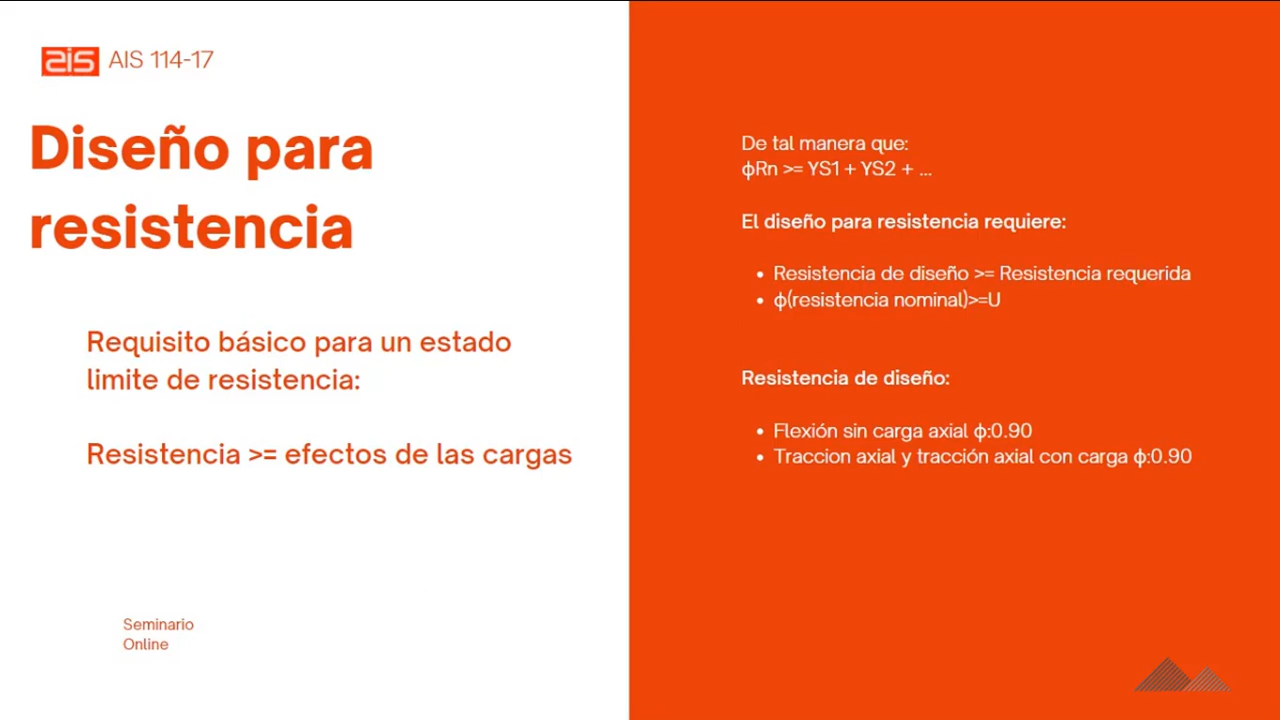 ais AIS 114-17
Diseño para
resistencia
Requisito básico para un estado
limite de resistencia:
Resistencia >= efectos de las cargas
Seminario
Online
De tal manera que:
ϕRn >= YS1 + YS2 + ...
El diseño para resistencia requiere:
• Resistencia de diseño >= Resistencia requerida
• ϕ(resistencia nominal)>=U
Resistencia de diseño:
• Flexión sin carga axial ϕ:0.90
• Traccion axial y tracción axial con carga ϕ:0.90